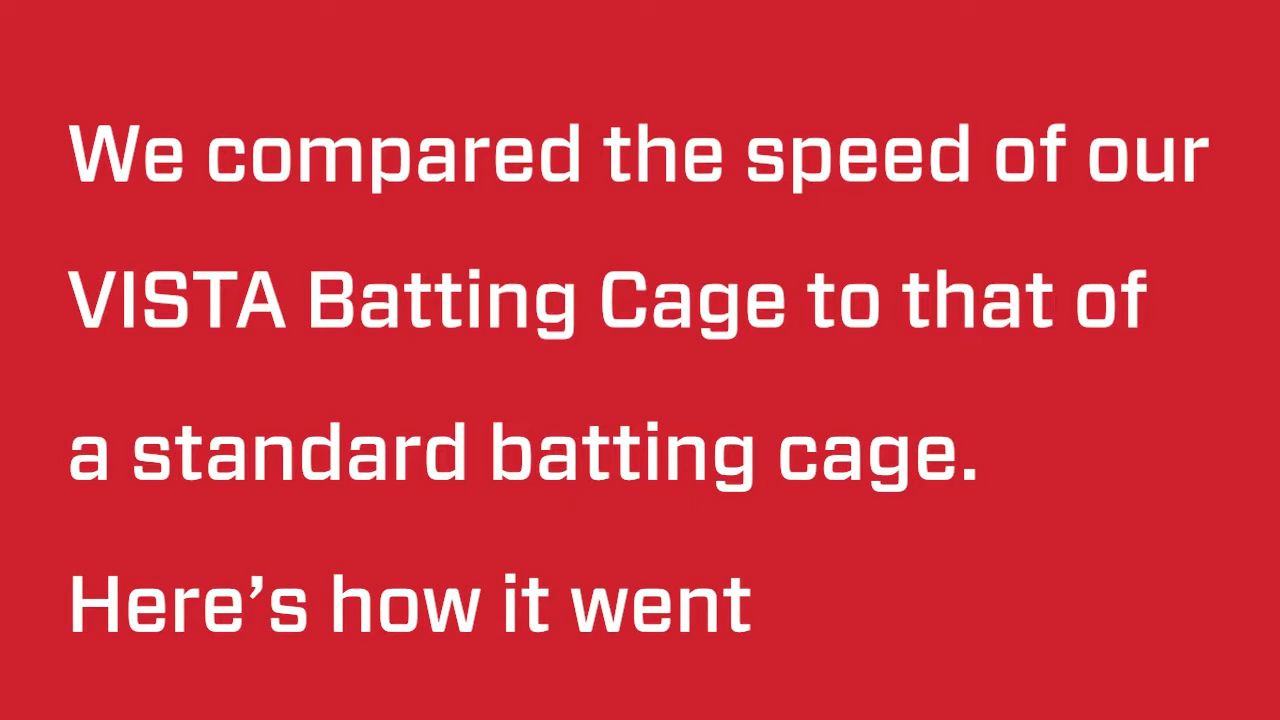 We compared the speed of our
VISTA Batting Cage to that of
a standard batting cage.
Here’s how it went